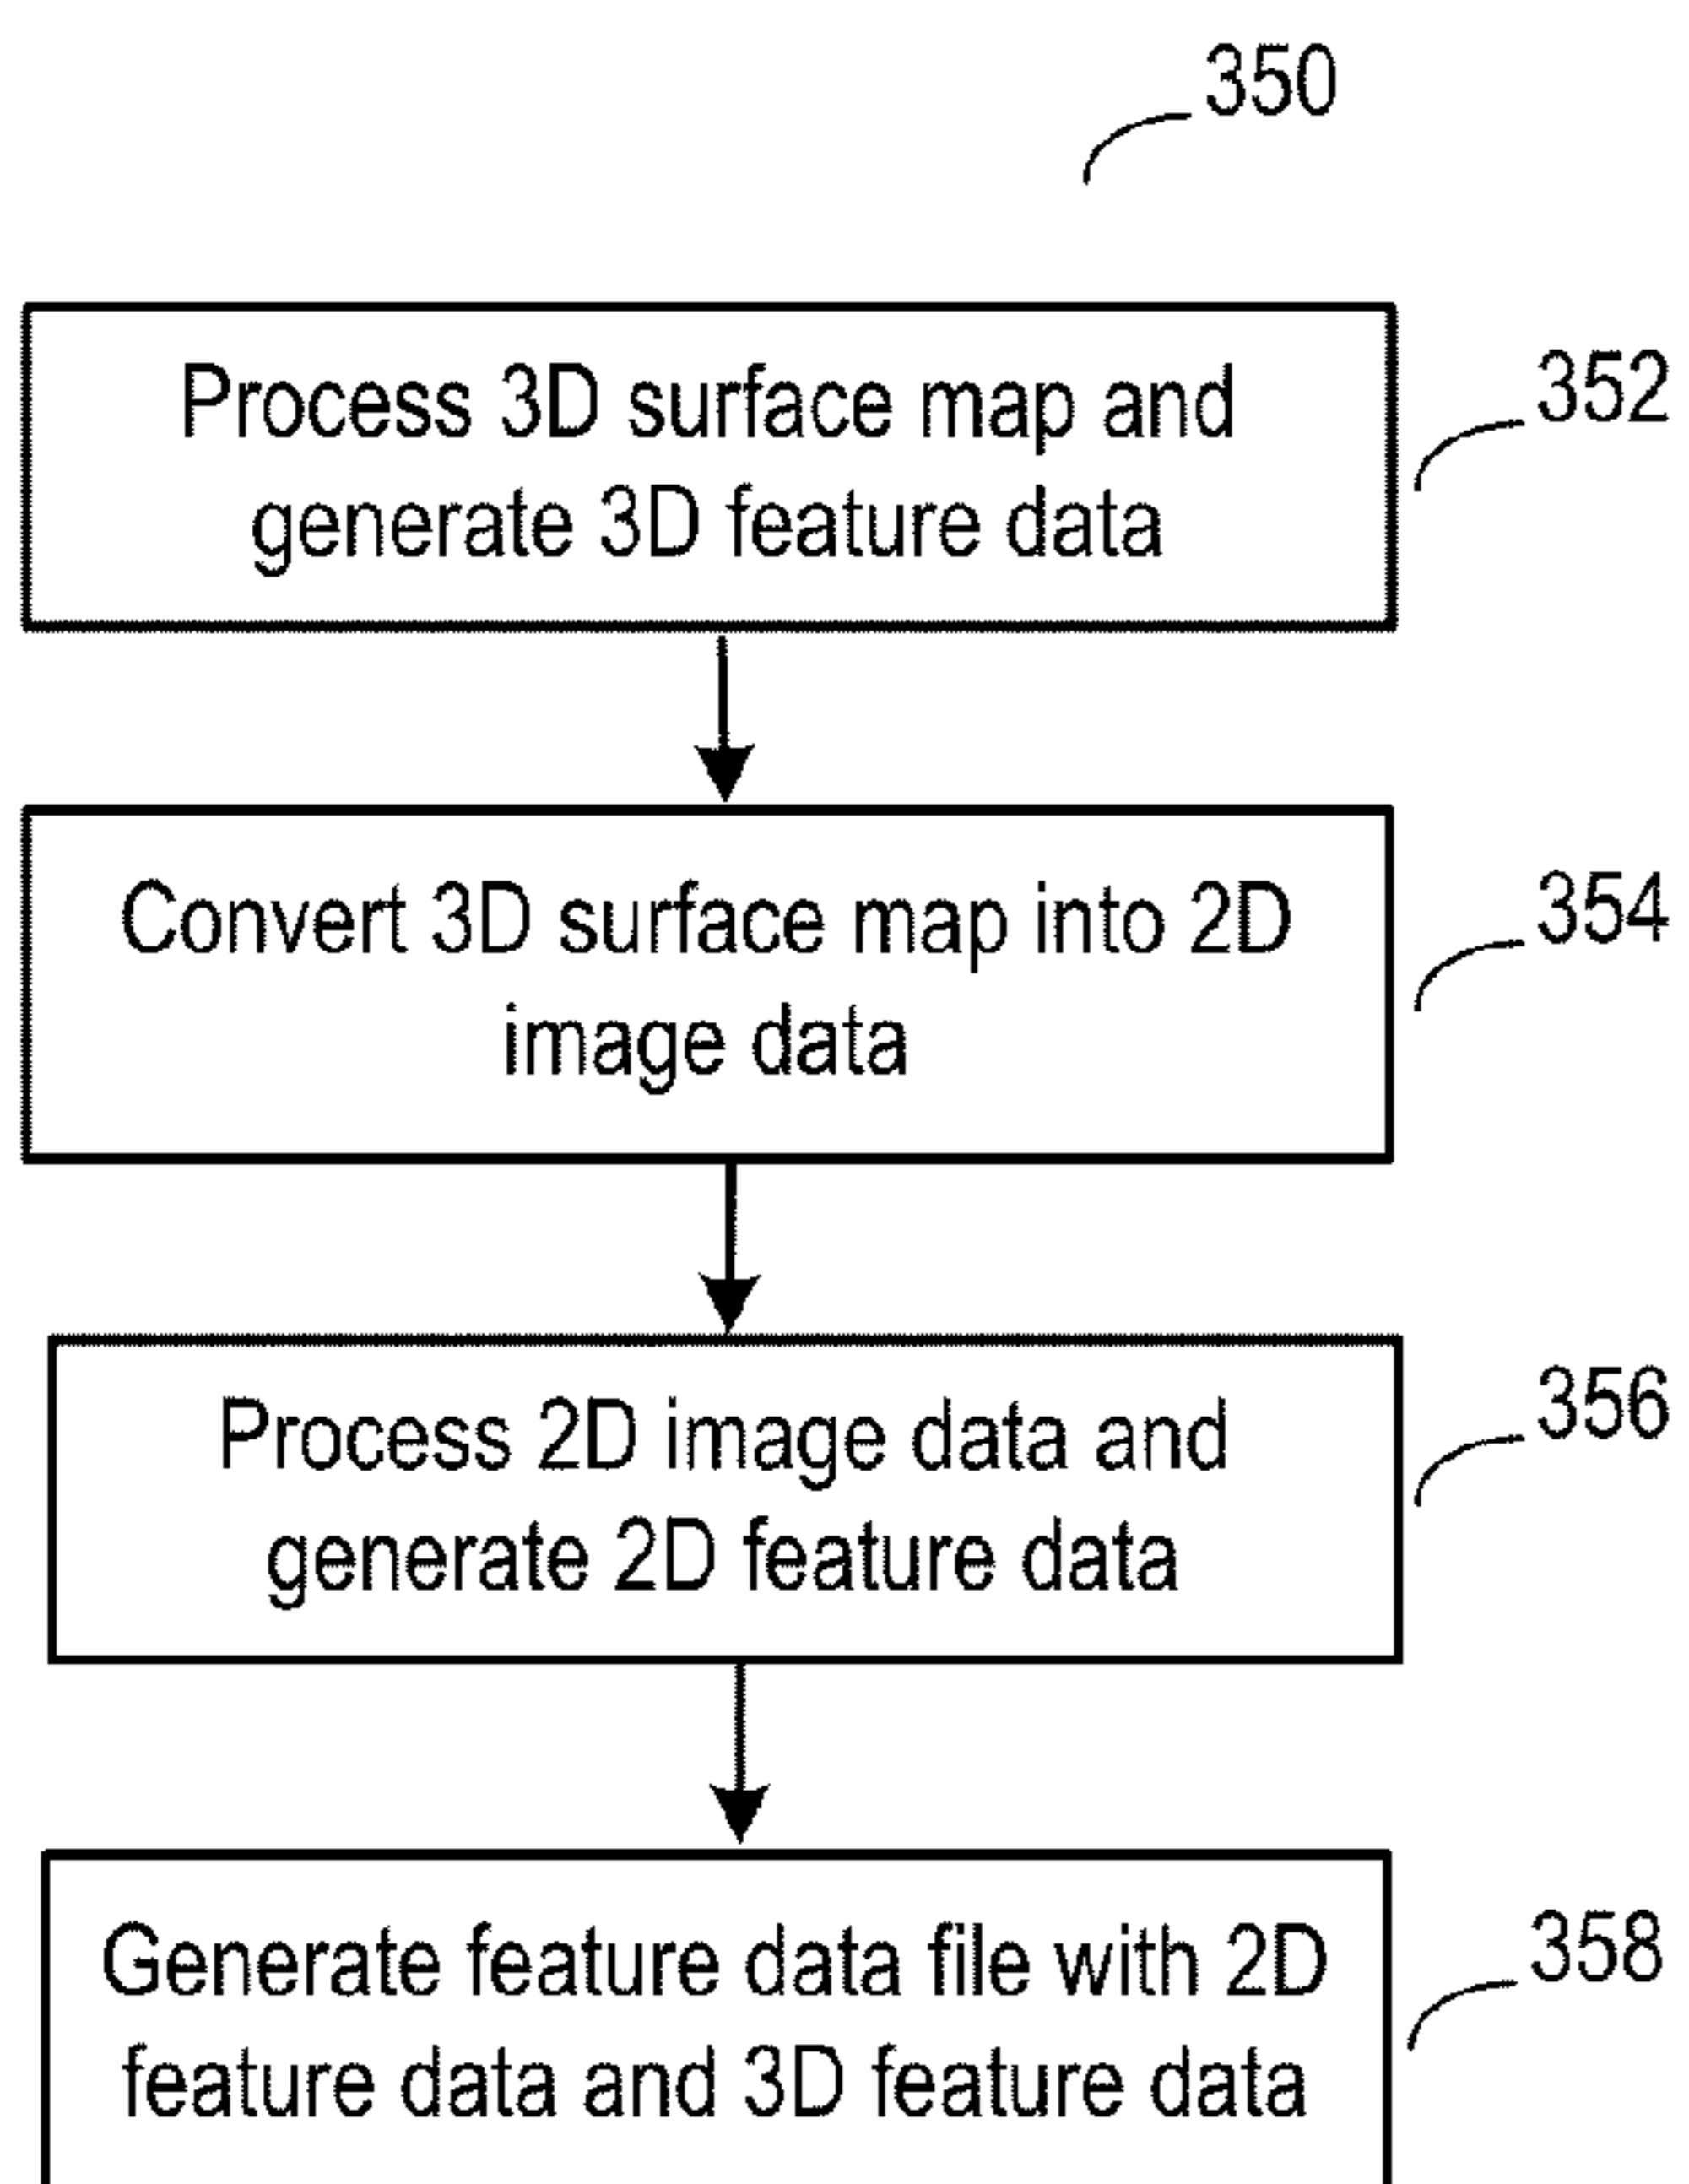 350
Process 3D surface map and
generate 3D feature data
352
Convert 3D surface map into 2D
image data
354
Process 2D image data and
generate 2D feature data
356
Generate feature data file with 2D
feature data and 3D feature data
358